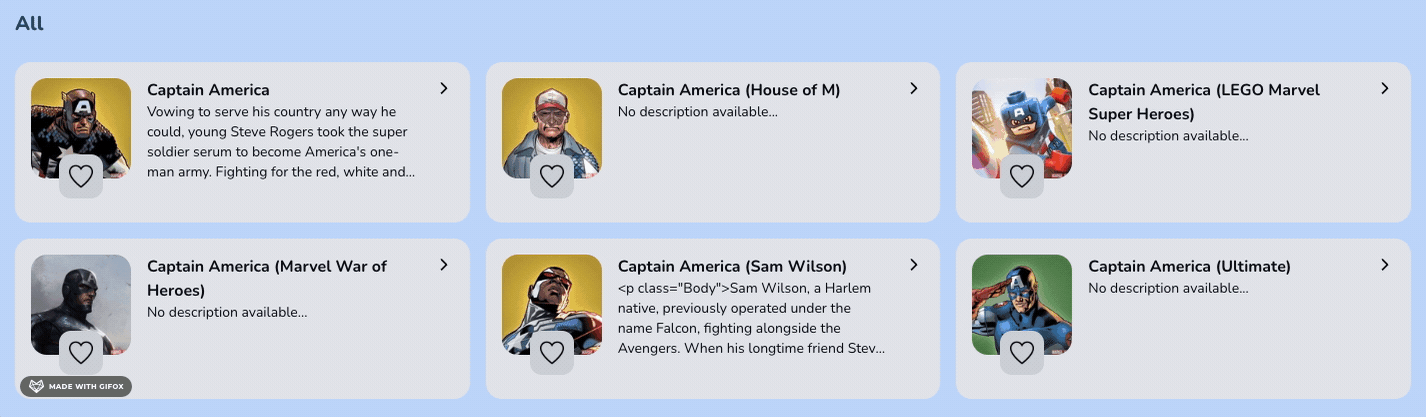 All
Captain America
Vowing to serve his country any way he
could, young Steve Rogers took the super
soldier serum to become America's one-
man army. Fighting for the red, white and...
Captain America (House of M)
No description available...
Captain America (LEGO Marvel
Super Heroes)
No description available...
Captain America (Marvel War of
Heroes)
No description available...
Captain America (Sam Wilson)
<p class="Body">Sam Wilson, a Harlem
native, previously operated under the
name Falcon, fighting alongside the
Avengers. When his longtime friend Stev...
Captain America (Ultimate)
No description available...
MADE WITH GIFOX